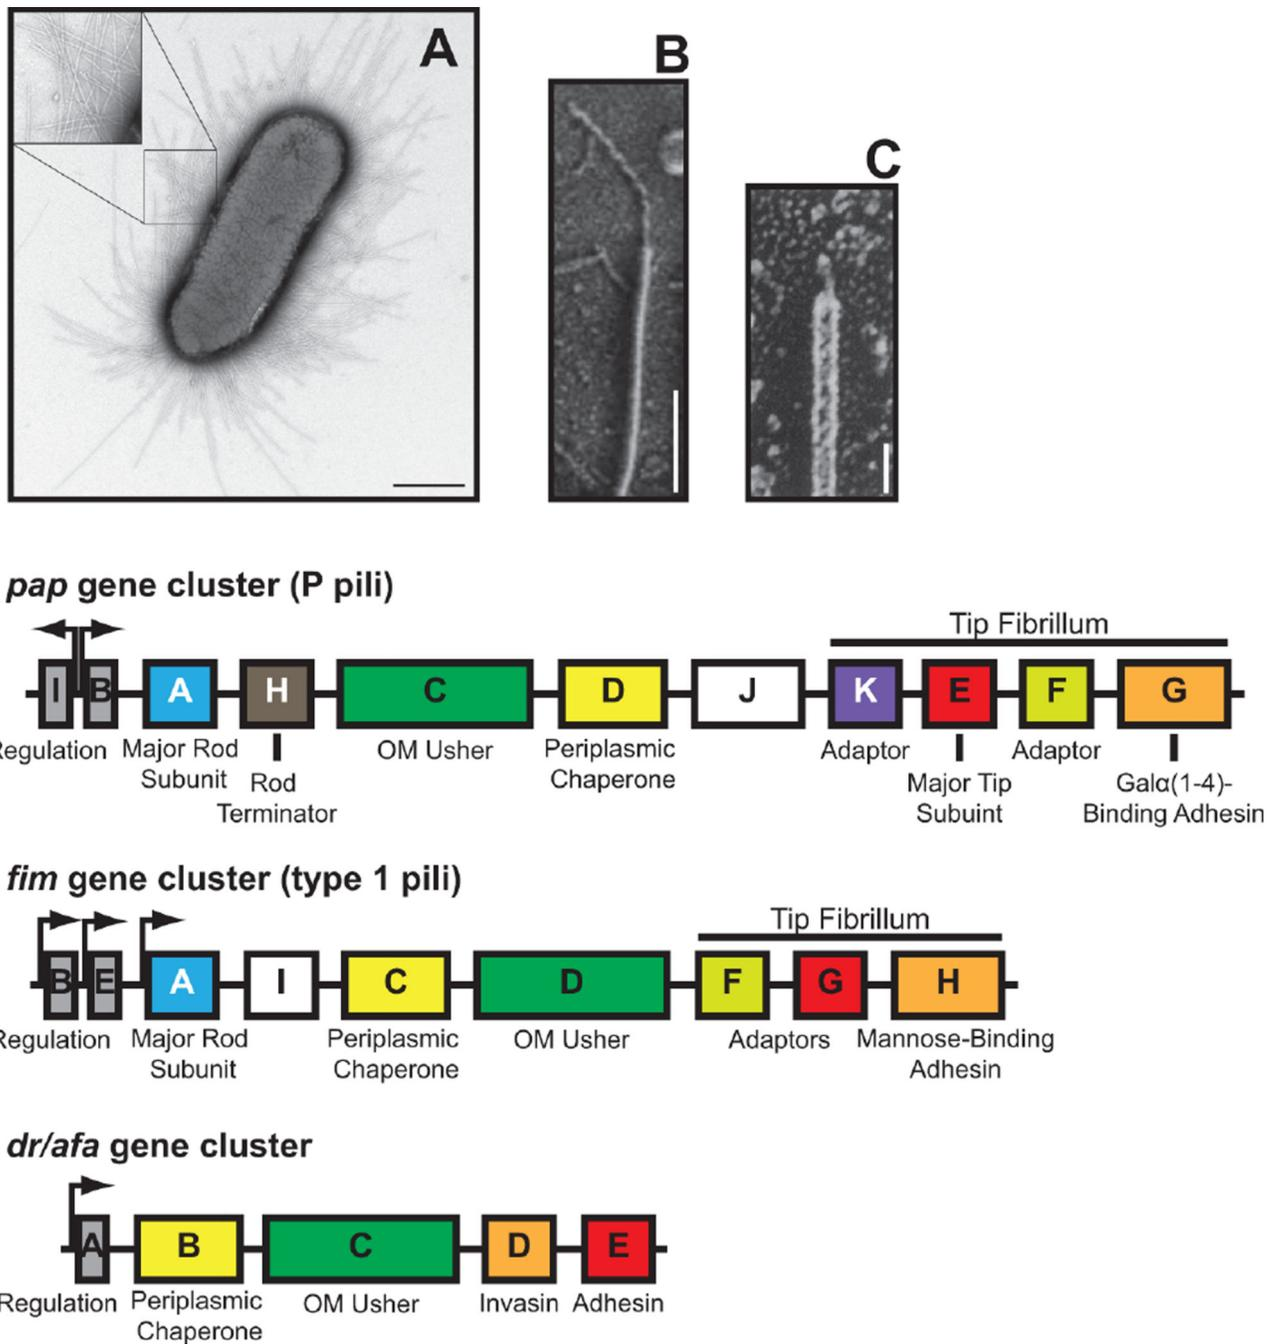 A
B
C
pap gene cluster (P pili)
Tip Fibrillum
I B A H C D J K E F G
Regulation Major Rod Subunit Rod Terminator OM Usher Periplasmic Chaperone Adaptor Major Tip Subuint Adaptor Galα(1-4)-Binding Adhesin
fim gene cluster (type 1 pili)
Tip Fibrillum
B E A I C D F G H
Regulation Major Rod Subunit Periplasmic Chaperone OM Usher Adaptors Mannose-Binding Adhesin
dr/afa gene cluster
A B C D E
Regulation Periplasmic Chaperone OM Usher Invasin Adhesin